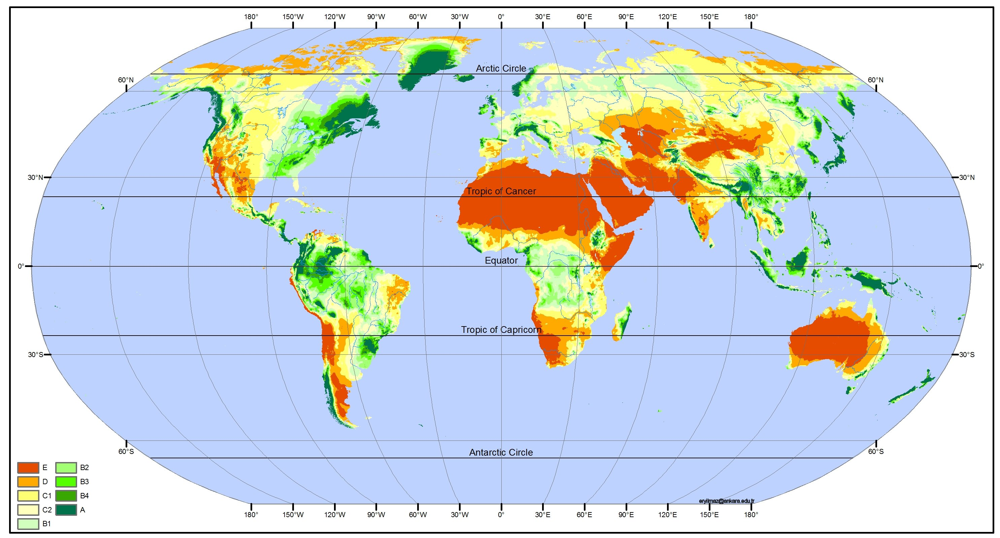 180° 150°W 120°W 90°W 60°W 30°W 0° 30°E 60°E 90°E 120°E 150°E 180°
Arctic Circle
60°N 60°N
30°N 30°N
Tropic of Cancer
Equator
0° 0°
Tropic of Capricorn
30°S 30°S
60°S 60°S
Antarctic Circle
E B2
D B3
C1 B4
C2 A
B1
eryilmaz@ankara.edu.tr
180° 150°W 120°W 90°W 60°W 30°W 0° 30°E 60°E 90°E 120°E 150°E 180°